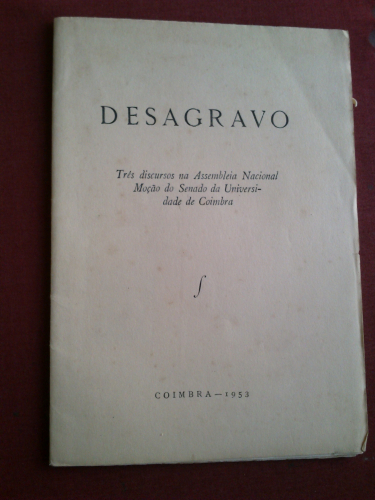 DESAGRAVO
Três discursos na Assembleia Nacional
Moção do Senado da Universi-
dade de Coimbra
COIMBRA — 1953